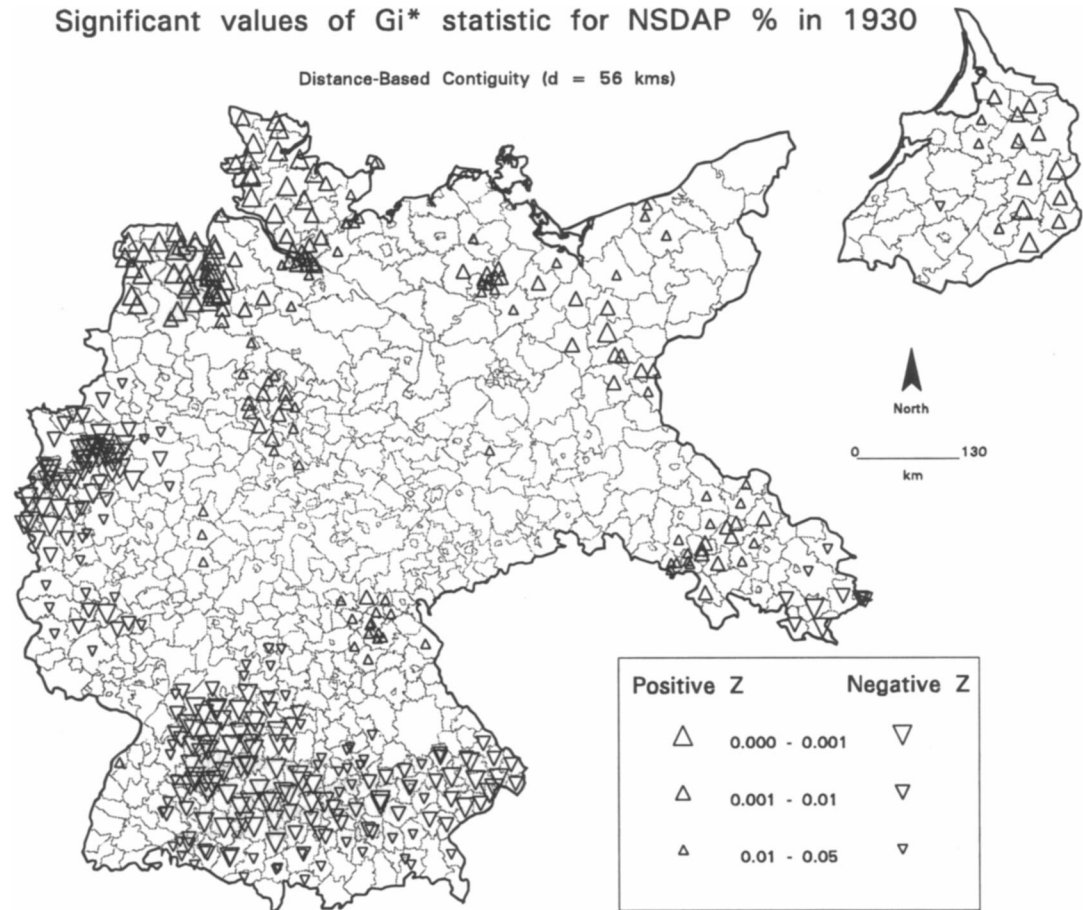 Significant values of Gi* statistic for NSDAP % in 1930
Distance-Based Contiguity (d = 56 kms)
North
0 130
km
Positive Z Negative Z
0.000 - 0.001
0.001 - 0.01
0.01 - 0.05